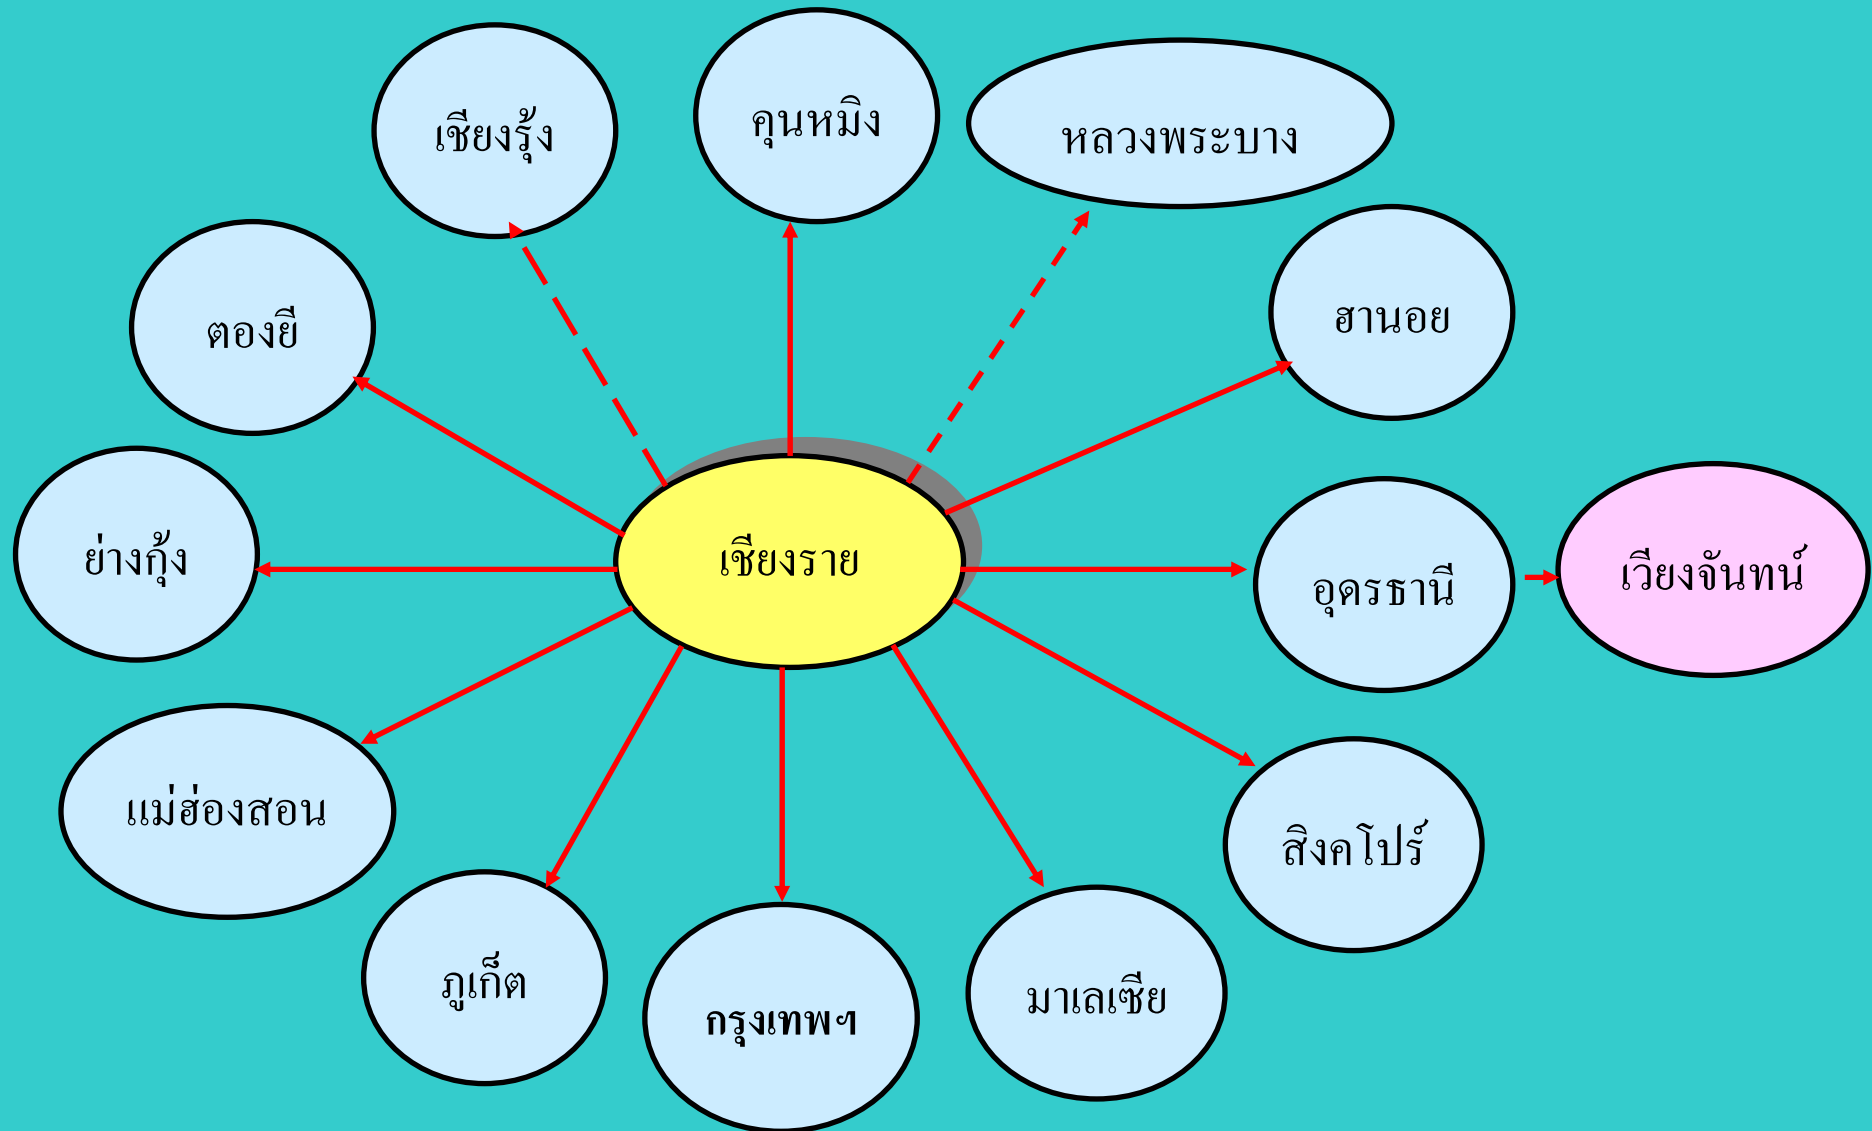 เชียงรุ้ง
คุนหมิง
หลวงพระบาง
ตองยี
ฮานอย
ย่างกุ้ง
เชียงราย
อุดรธานี
เวียงจันทน์
แม่ฮ่องสอน
สิงคโปร์
ภูเก็ต
กรุงเทพฯ
มาเลเซีย